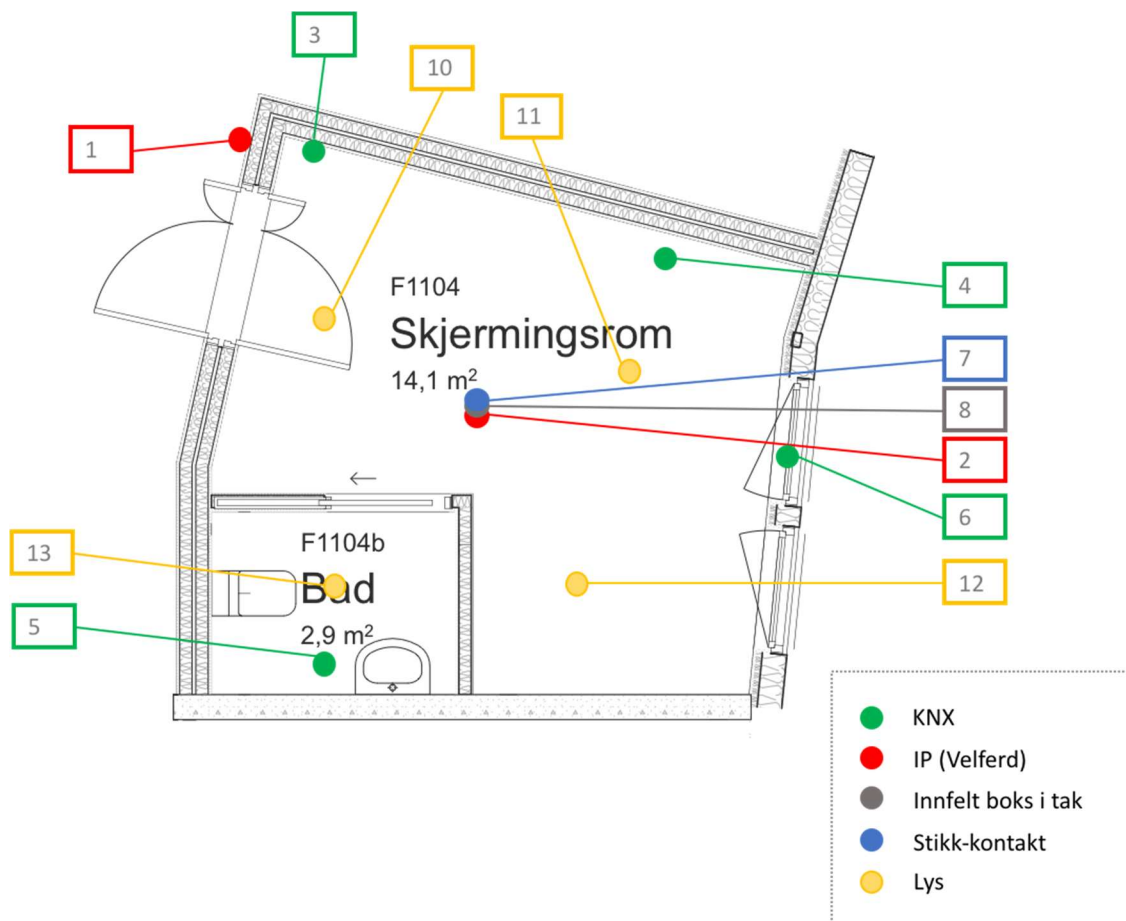 3
10
11
1
F1104
Skjermingsrom
14,1 m²
4
7
8
2
6
F1104b
Bad
2,9 m²
13
5
12
KNX
IP (Velferd)
Innfelt boks i tak
Stikk-kontakt
Lys